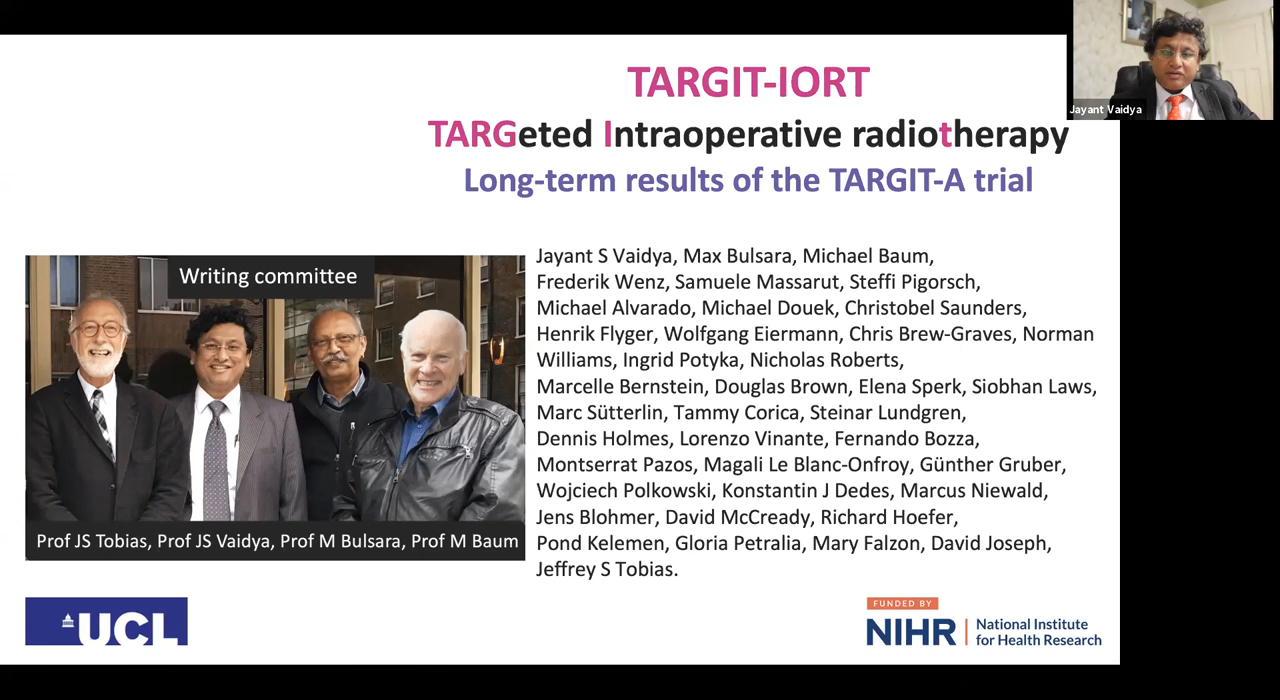 TARGIT-IORT
TARGeted Intraoperative radiotherapy
Long-term results of the TARGIT-A trial
Jayant Vaidya
Writing committee
Prof JS Tobias, Prof JS Vaidya, Prof M Bulsara, Prof M Baum
Jayant S Vaidya, Max Bulsara, Michael Baum,
Frederik Wenz, Samuele Massarut, Steffi Pigorsch,
Michael Alvarado, Michael Douek, Christobel Saunders,
Henrik Flyger, Wolfgang Eiermann, Chris Brew-Graves, Norman
Williams, Ingrid Potyka, Nicholas Roberts,
Marcelle Bernstein, Douglas Brown, Elena Sperk, Siobhan Laws,
Marc Sütterlin, Tammy Corica, Steinar Lundgren,
Dennis Holmes, Lorenzo Vinante, Fernando Bozza,
Montserrat Pazos, Magali Le Blanc-Onfroy, Günther Gruber,
Wojciech Polkowski, Konstantin J Dedes, Marcus Niewald,
Jens Blohmer, David McCready, Richard Hoefer,
Pond Kelemen, Gloria Petralia, Mary Falzon, David Joseph,
Jeffrey S Tobias.
UCL
FUNDED BY
NIHR | National Institute
for Health Research